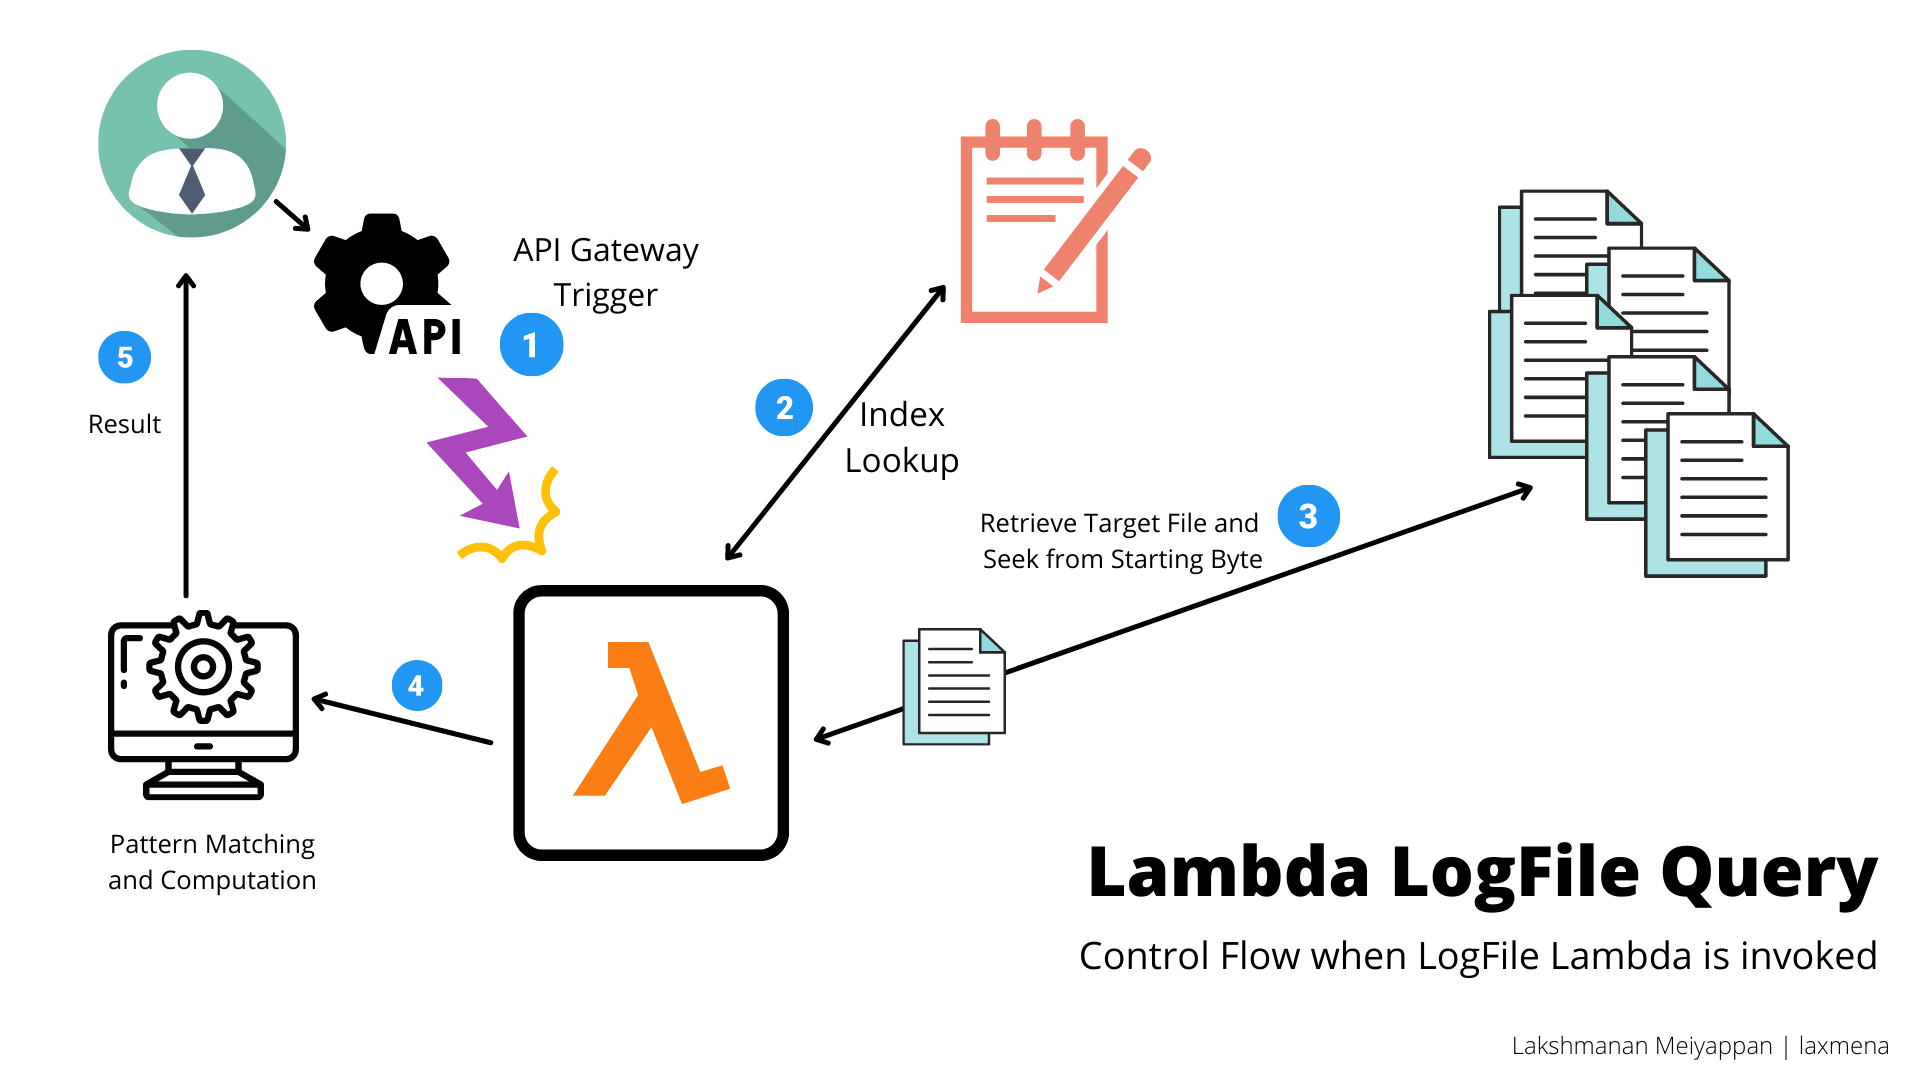 API Gateway
Trigger
API
1
5
Result
2
Index
Lookup
Retrieve Target File and
Seek from Starting Byte
3
4
Pattern Matching
and Computation
Lambda LogFile Query
Control Flow when LogFile Lambda is invoked
Lakshmanan Meiyappan | laxmena